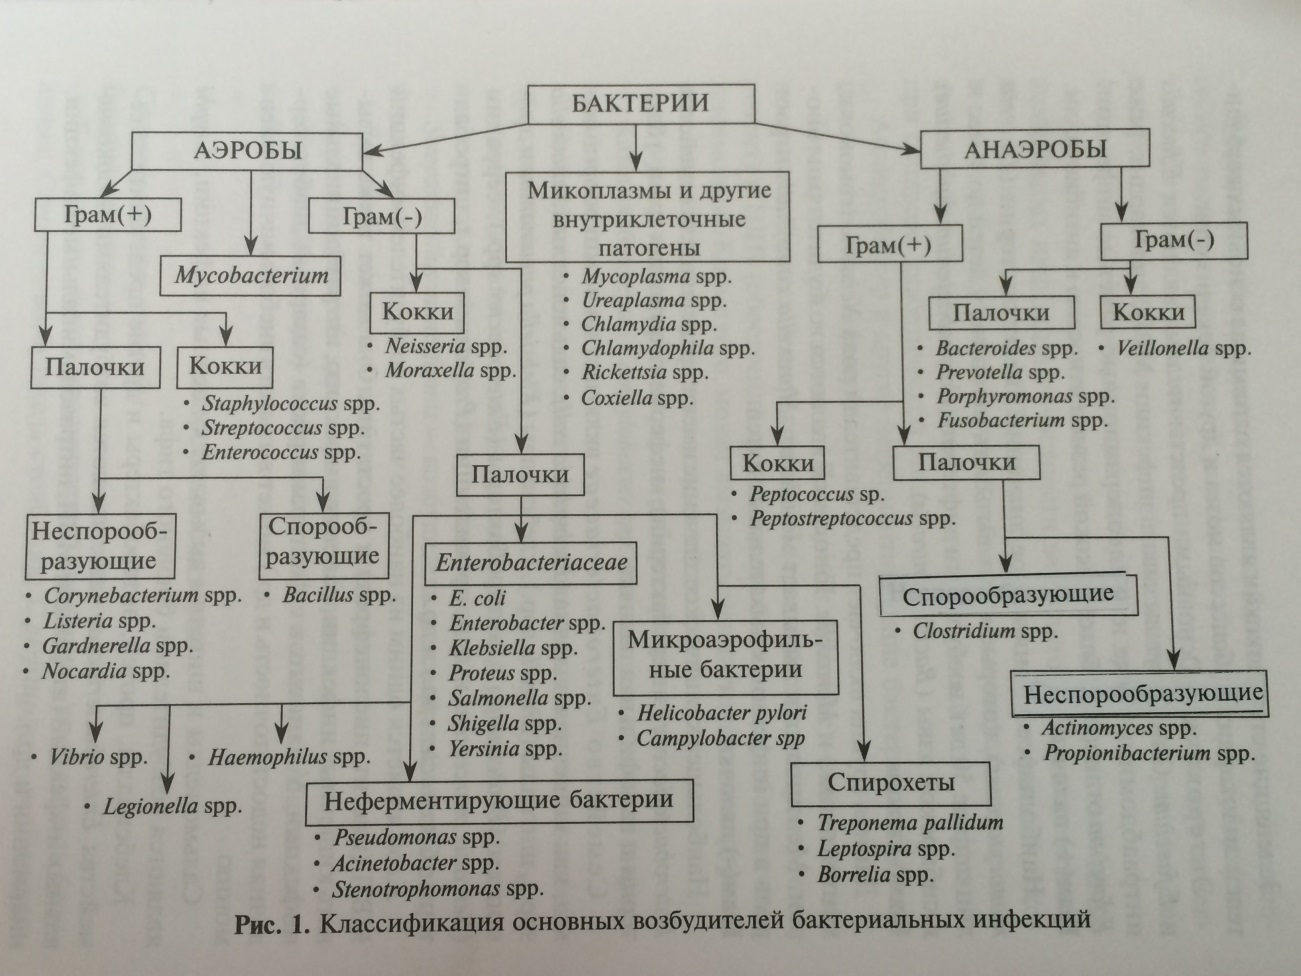 БАКТЕРИИ
АЭРОБЫ
АНАЭРОБЫ
Грам(+)
Грам(-)
Микоплазмы и другие
внутриклеточные
патогены
Грам(+)
Грам(-)
Mycobacterium
• Mycoplasma spp.
• Ureaplasma spp.
• Chlamydia spp.
• Chlamydophila spp.
• Rickettsia spp.
• Coxiella spp.
Кокки
• Neisseria spp.
• Moraxella spp.
Палочки
• Bacteroides spp.
• Prevotella spp.
• Porphyromonas spp.
• Fusobacterium spp.
Кокки
• Veillonella spp.
Палочки
Кокки
• Staphylococcus spp.
• Streptococcus spp.
• Enterococcus spp.
Палочки
Кокки
• Peptococcus sp.
• Peptostreptococcus spp.
Палочки
Неспорооб-
разующие
• Corynebacterium spp.
• Listeria spp.
• Gardnerella spp.
• Nocardia spp.
Спорооб-
разующие
• Bacillus spp.
Enterobacteriaceae
• E. coli
• Enterobacter spp.
• Klebsiella spp.
• Proteus spp.
• Salmonella spp.
• Shigella spp.
• Yersinia spp.
Микроаэрофиль-
ные бактерии
• Helicobacter pylori
• Campylobacter spp
Спорообразующие
• Clostridium spp.
Неспорообразующие
• Actinomyces spp.
• Propionibacterium spp.
• Vibrio spp.
• Haemophilus spp.
• Legionella spp.
Неферментирующие бактерии
• Pseudomonas spp.
• Acinetobacter spp.
• Stenotrophomonas spp.
Спирохеты
• Treponema pallidum
• Leptospira spp.
• Borrelia spp.
Рис. 1. Классификация основных возбудителей бактериальных инфекций